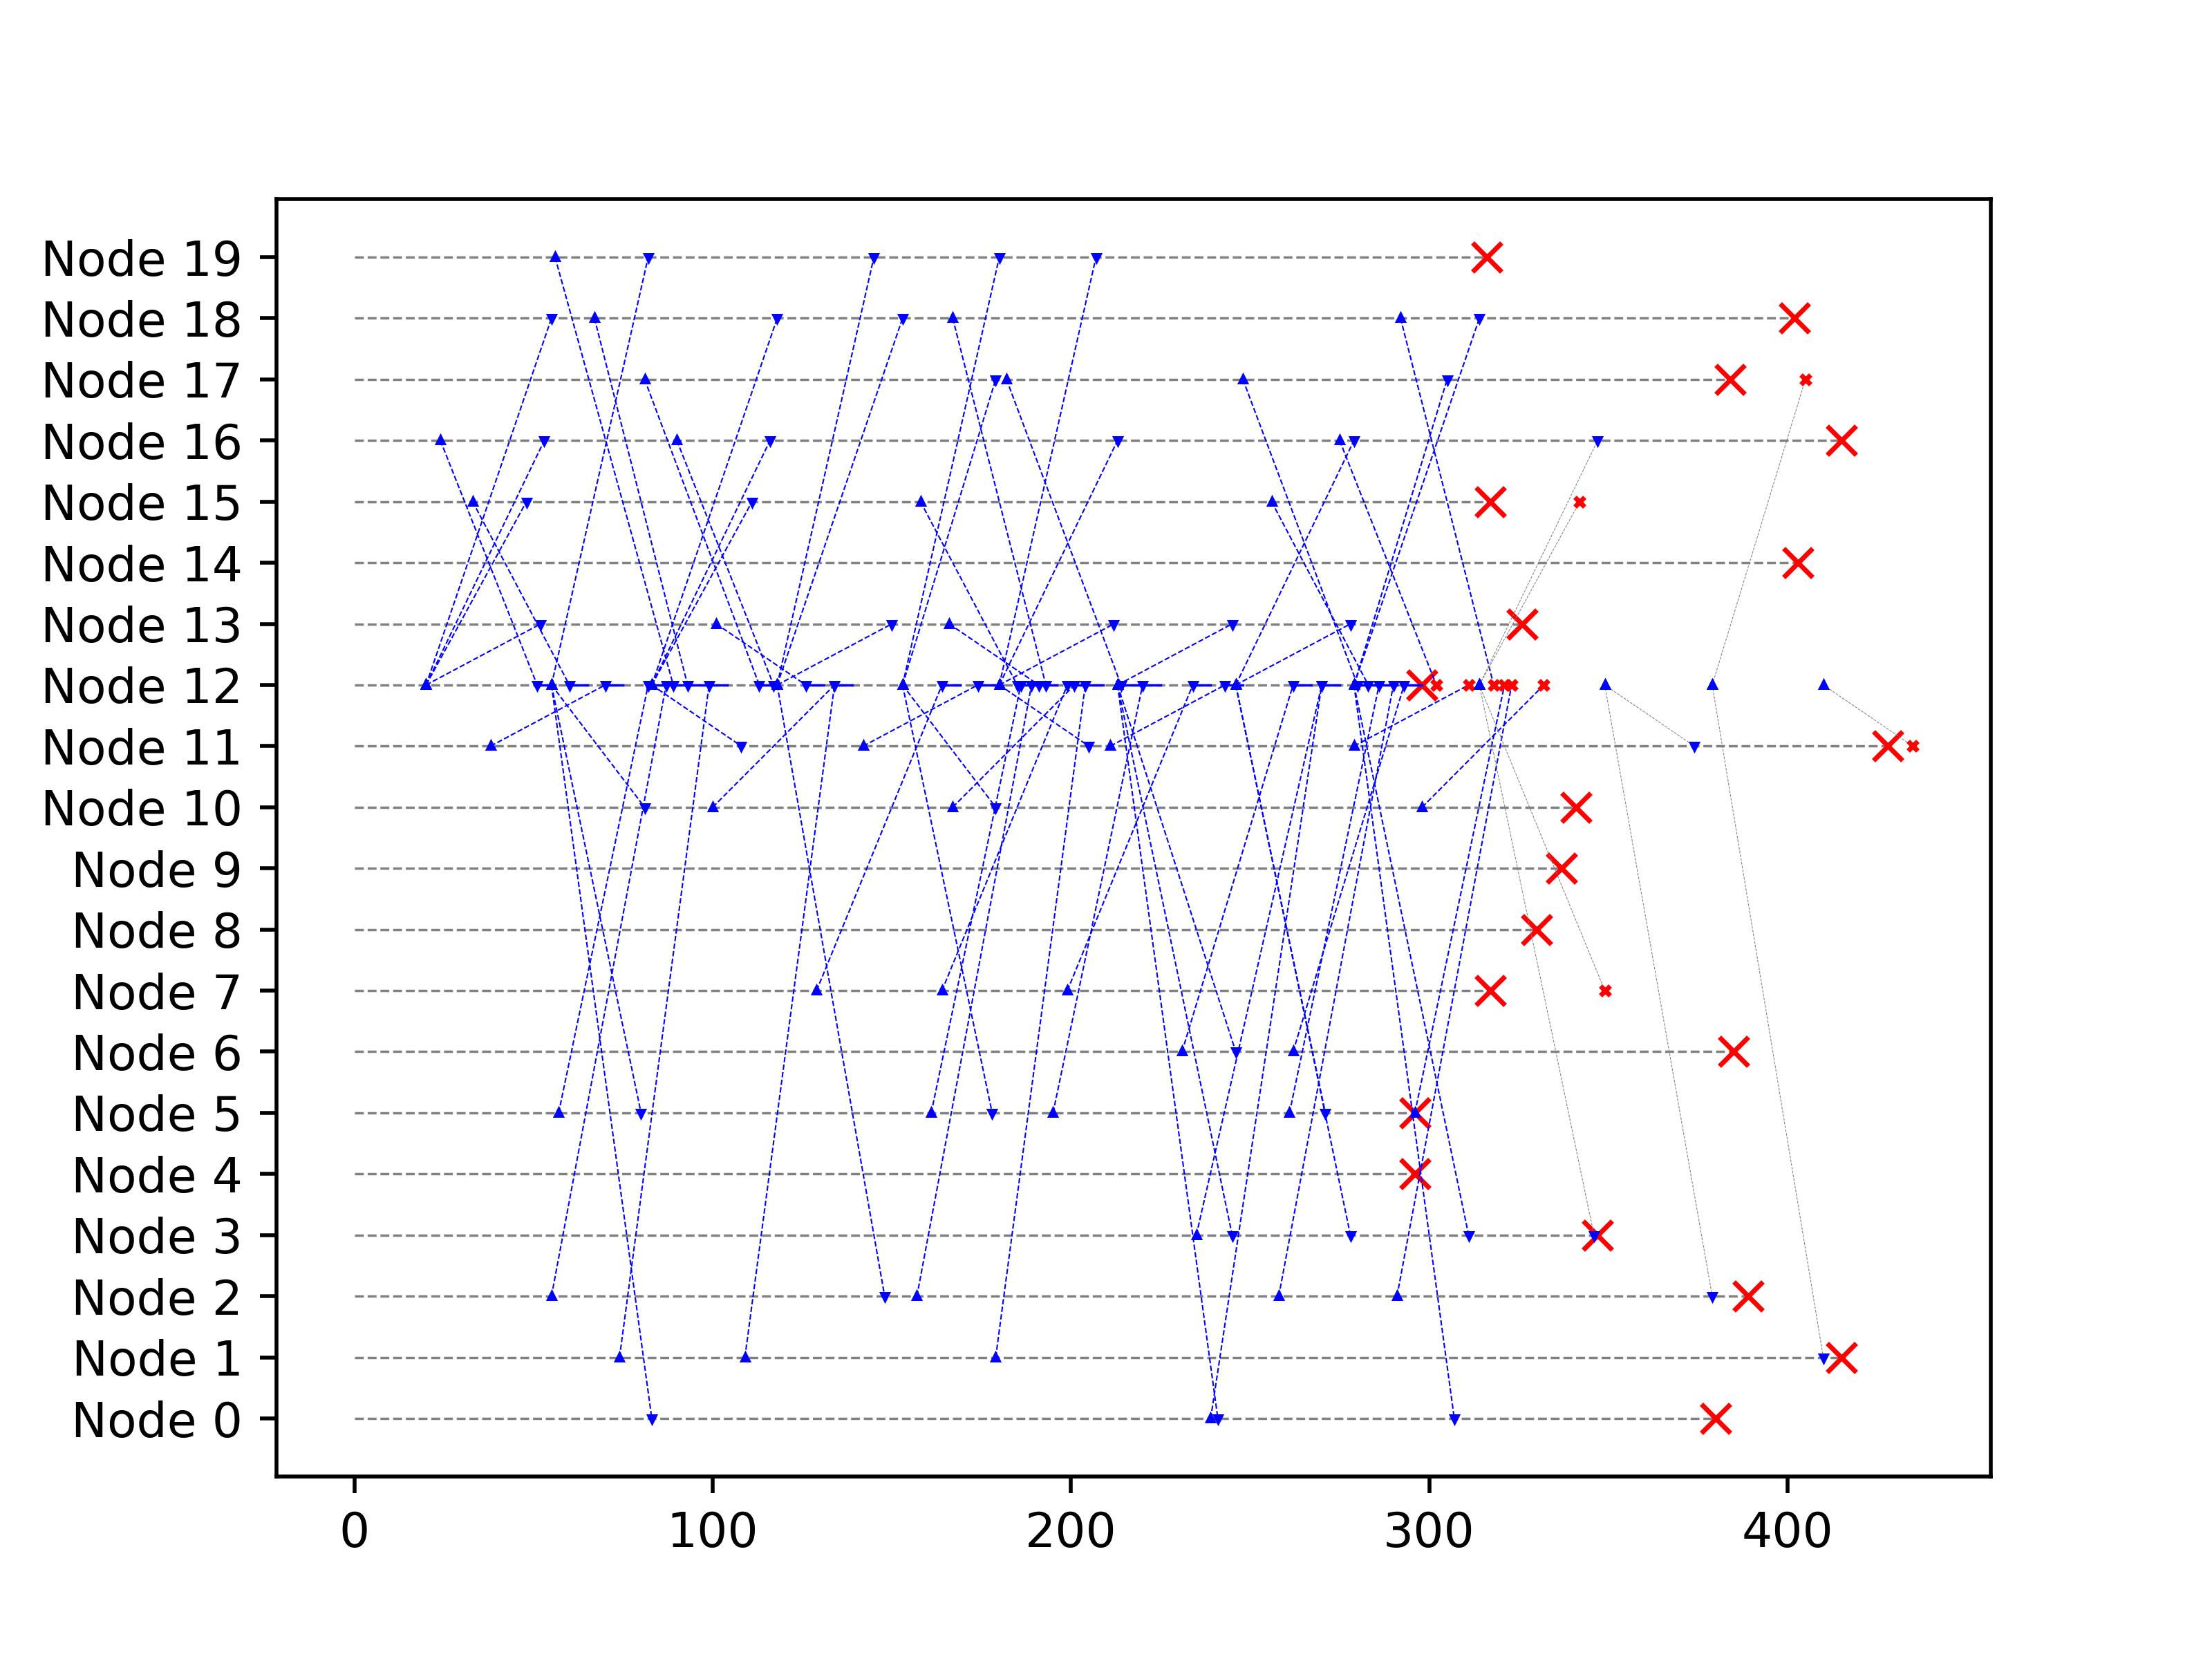 Node 19
Node 18
Node 17
Node 16
Node 15
Node 14
Node 13
Node 12
Node 11
Node 10
Node 9
Node 8
Node 7
Node 6
Node 5
Node 4
Node 3
Node 2
Node 1
Node 0
0 100 200 300 400